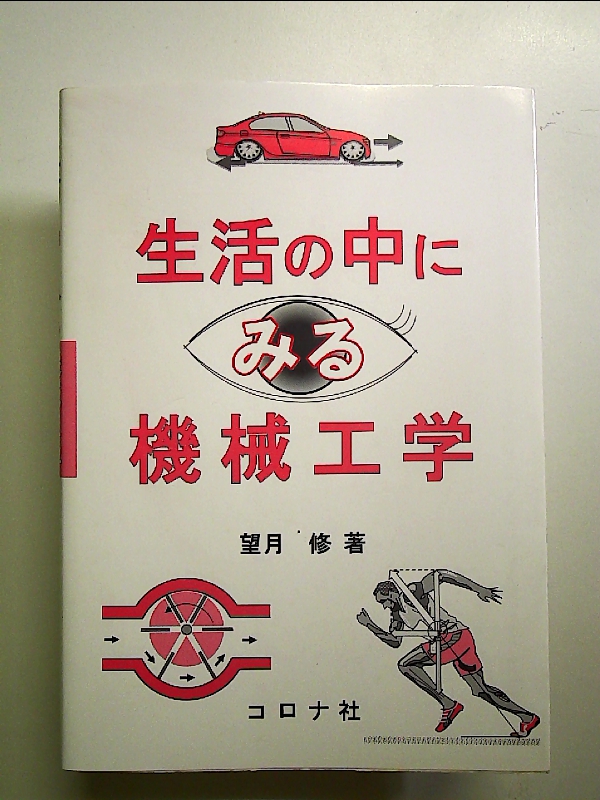 生活の中に
みる
機械工学
望月 修 著
コロナ社